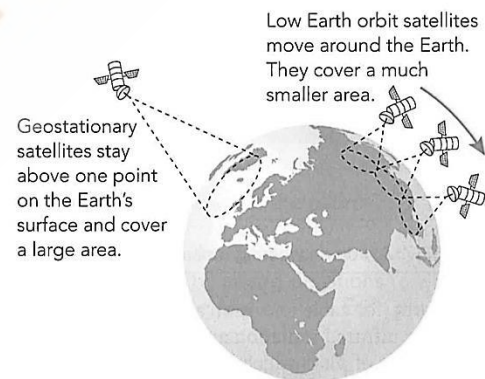 Low Earth orbit satellites
move around the Earth.
They cover a much
smaller area.
Geostationary
satellites stay
above one point
on the Earth's
surface and cover
a large area.